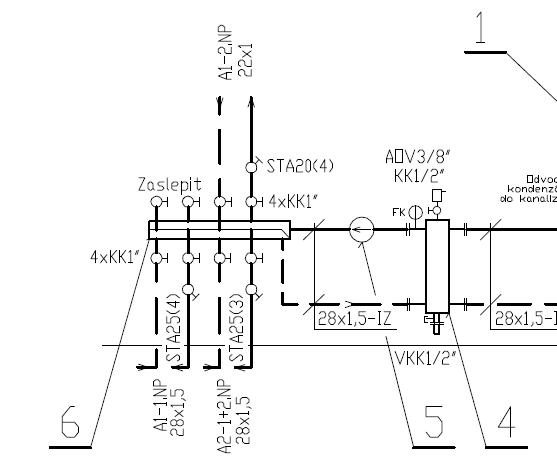 1
A1-2.NP
22x1
STA20(4)
A▯V3/8"
KK1/2"
Zaslepit
4xKK1"
FK
kondenz
do kanaliz
4xKK1"
STA25(4)
STA25(3)
28x1,5-IZ
28x1,5-I
VKK1/2"
A1-1.NP
28x1,5
A2-1+2.NP
28x1,5
6
5
4